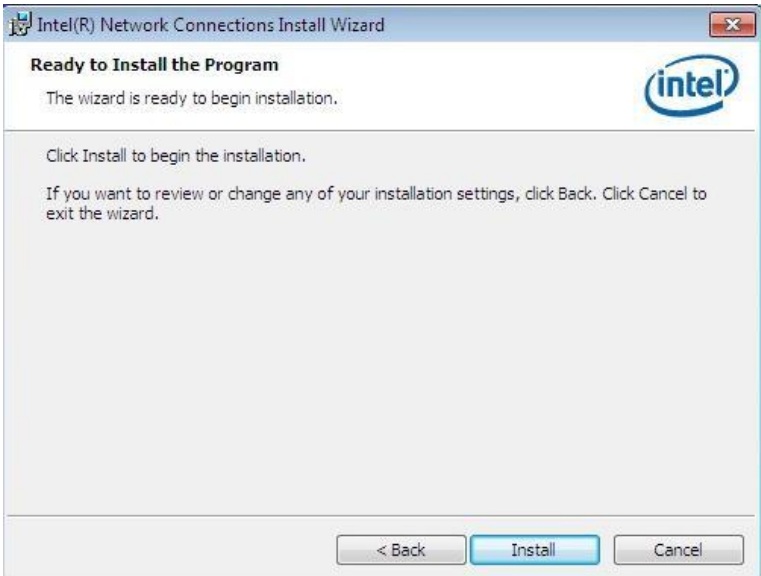 Intel(R) Network Connections Install Wizard
Ready to Install the Program
The wizard is ready to begin installation.
intel
Click Install to begin the installation.
If you want to review or change any of your installation settings, click Back. Click Cancel to
exit the wizard.
< Back
Install
Cancel